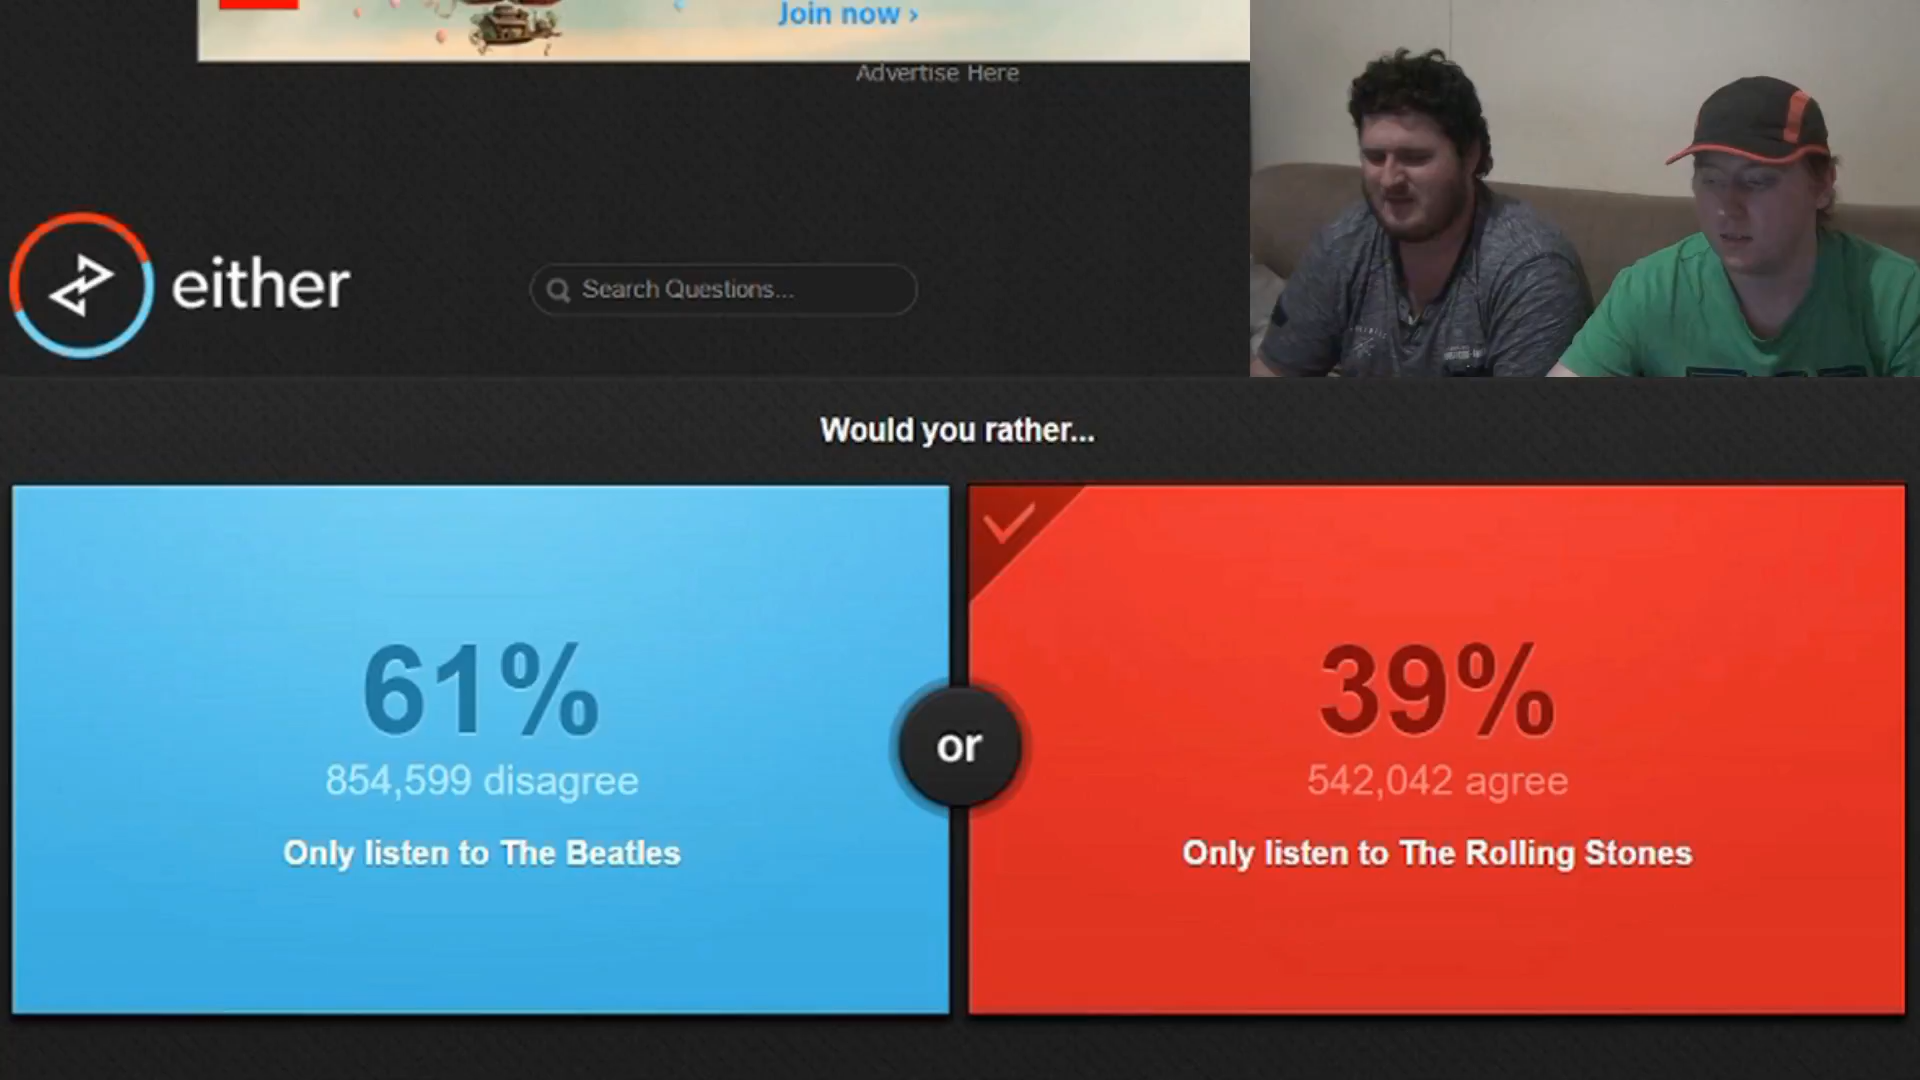 Join now ›
Advertise Here
either
Search Questions...
Would you rather...
61%
854,599 disagree
Only listen to The Beatles
or
39%
542,042 agree
Only listen to The Rolling Stones